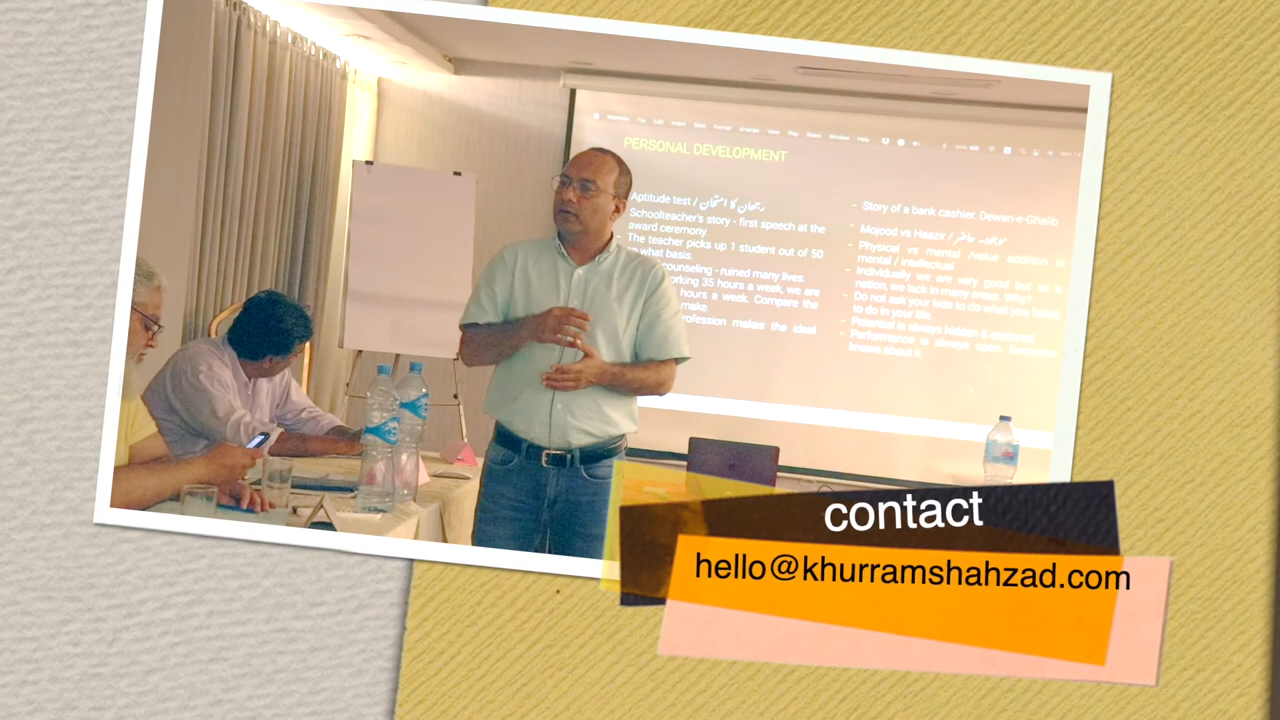 PERSONAL DEVELOPMENT
Aptitude test / رجحان کا امتحان
Schoolteacher's story - first speech at the
award ceremony.
The teacher picks up 1 student out of 50
on what basis.
counseling - ruined many lives.
35 hours a week, we are
hours a week. Compare the
make.
makes the ideal
- Story of a bank cashier. Dewan-e-Ghalib
- Mojood vs Haazir / موجود حاضر
- Physical vs mental /value addition in
mental / intellectual
- Individually we are very good but as a
nation, we lack in many areas. Why?
- Do not ask your kids to do what you failed
to do in your life.
- Potential is always hidden & explored.
- Performence is always open. Everyone
knows about it.
contact
hello@khurramshahzad.com